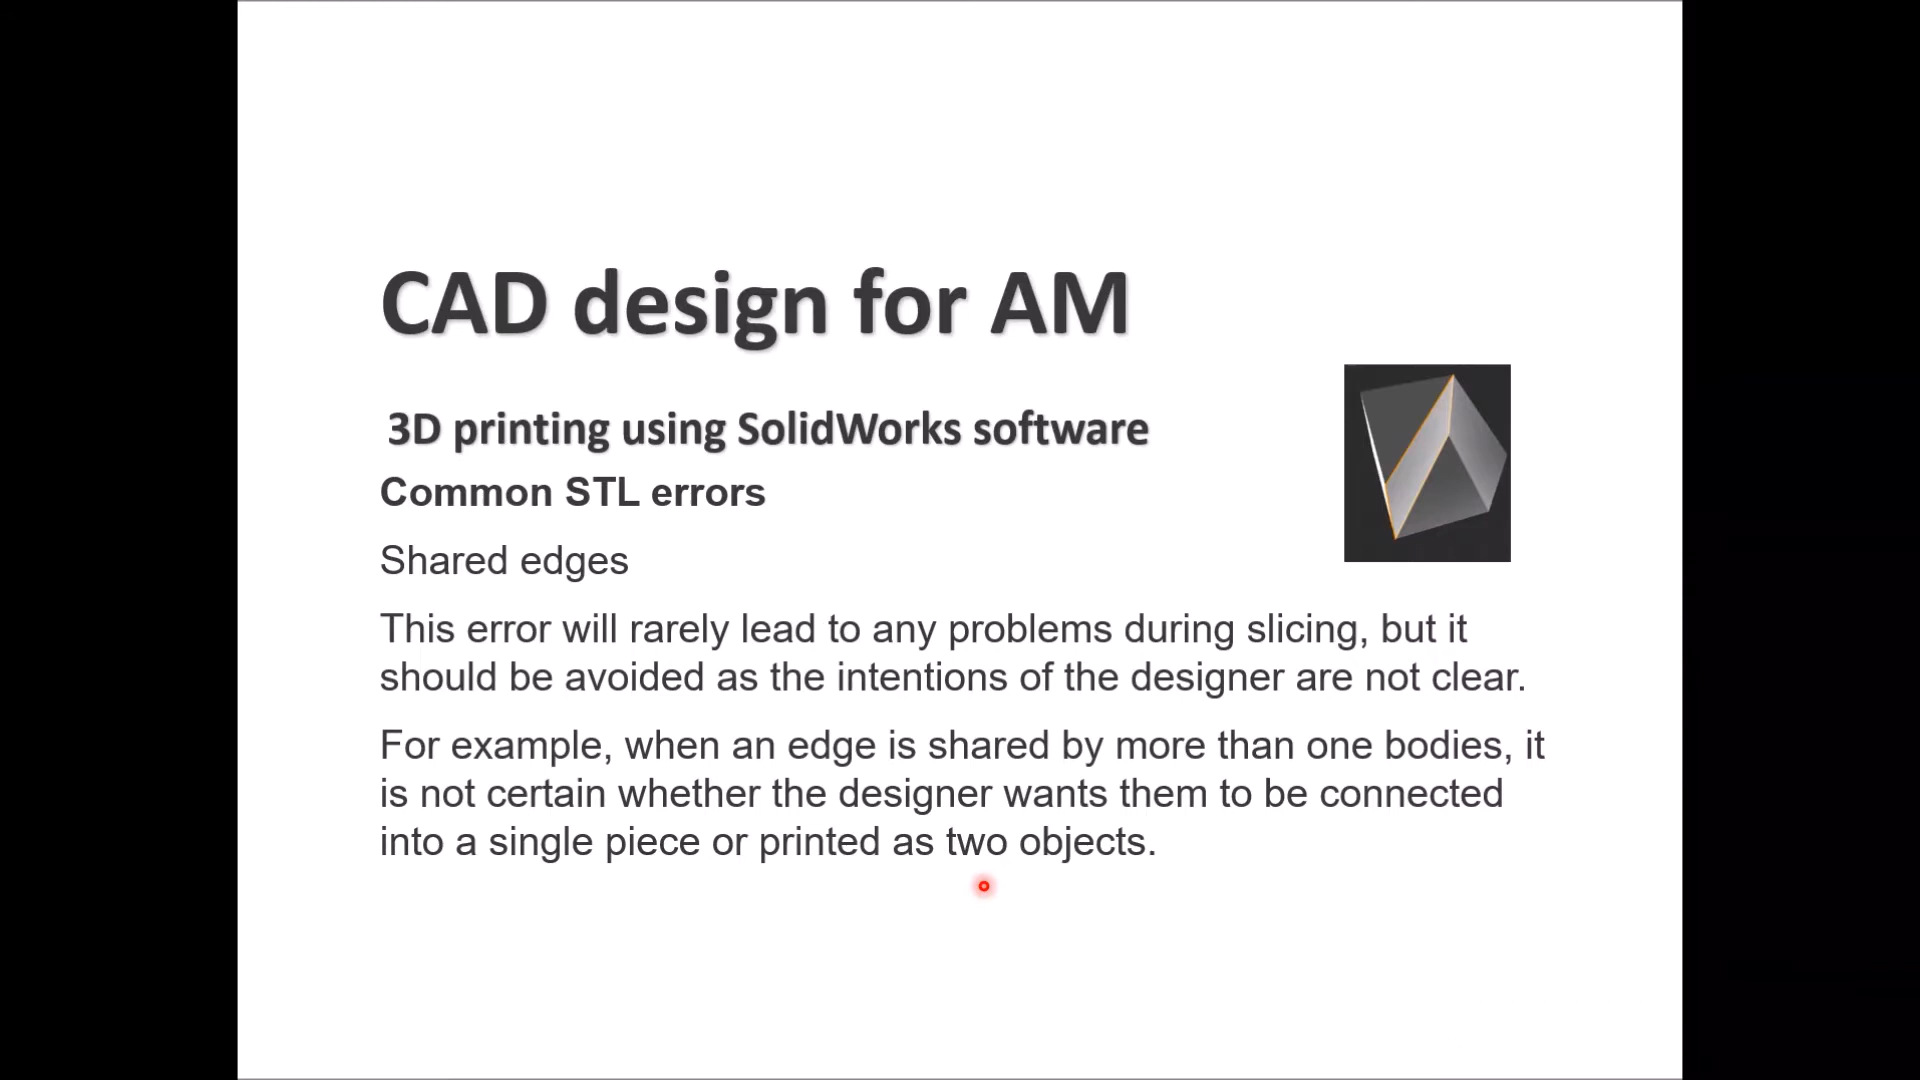 CAD design for AM
3D printing using SolidWorks software
Common STL errors
Shared edges
This error will rarely lead to any problems during slicing, but it
should be avoided as the intentions of the designer are not clear.
For example, when an edge is shared by more than one bodies, it
is not certain whether the designer wants them to be connected
into a single piece or printed as two objects.